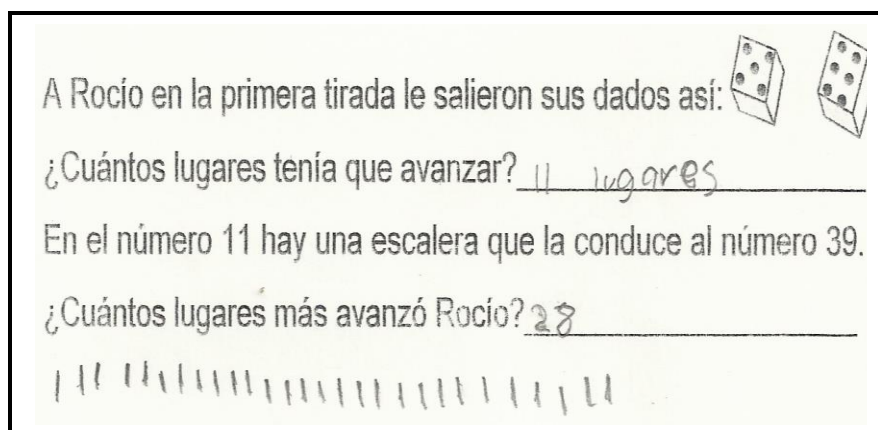 A Rocío en la primera tirada le salieron sus dados así:
¿Cuántos lugares tenía que avanzar? 11 lugares
En el número 11 hay una escalera que la conduce al número 39.
¿Cuántos lugares más avanzó Rocío? 28